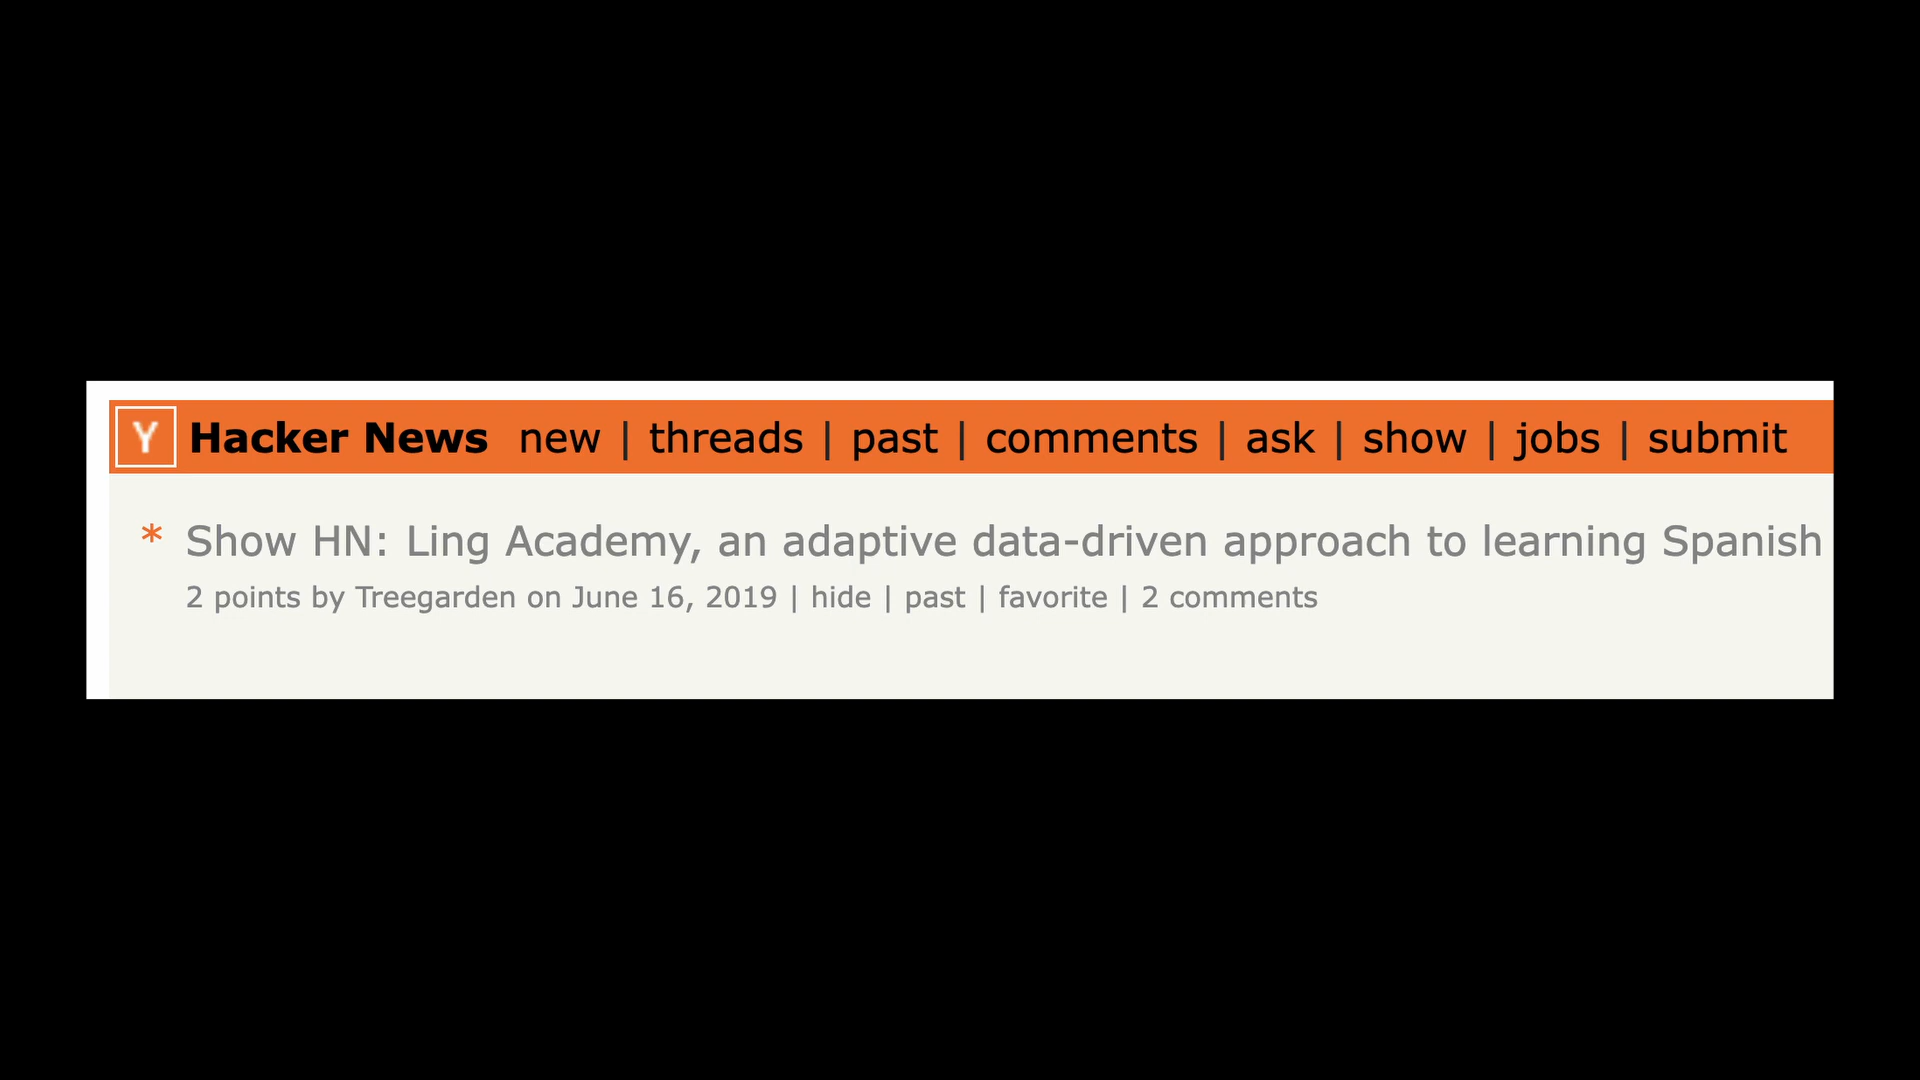 Y Hacker News new | threads | past | comments | ask | show | jobs | submit
* Show HN: Ling Academy, an adaptive data-driven approach to learning Spanish
2 points by Treegarden on June 16, 2019 | hide | past | favorite | 2 comments